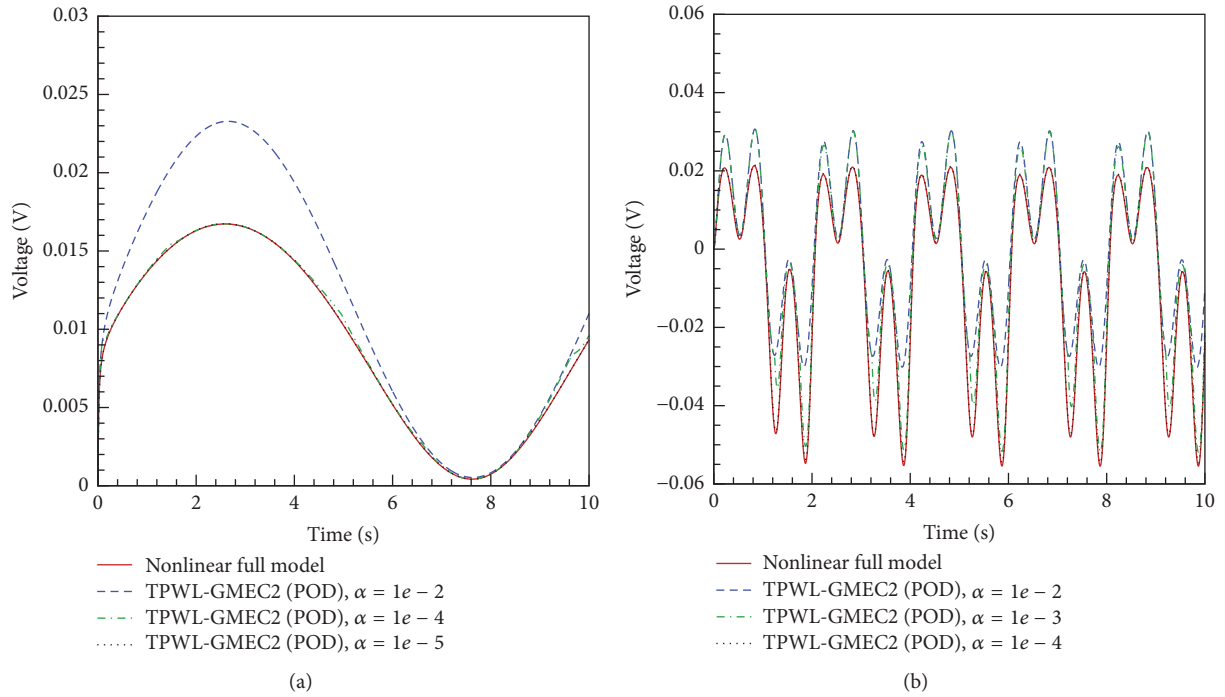 0.03
0.025
0.02
0.015
0.01
0.005
0
Voltage (V)
0 2 4 6 8 10
Time (s)
Nonlinear full model
TPWL-GMEC2 (POD), α = 1e − 2
TPWL-GMEC2 (POD), α = 1e − 4
TPWL-GMEC2 (POD), α = 1e − 5
(a)
0.06
0.04
0.02
0
−0.02
−0.04
−0.06
Voltage (V)
0 2 4 6 8 10
Time (s)
Nonlinear full model
TPWL-GMEC2 (POD), α = 1e − 2
TPWL-GMEC2 (POD), α = 1e − 3
TPWL-GMEC2 (POD), α = 1e − 4
(b)